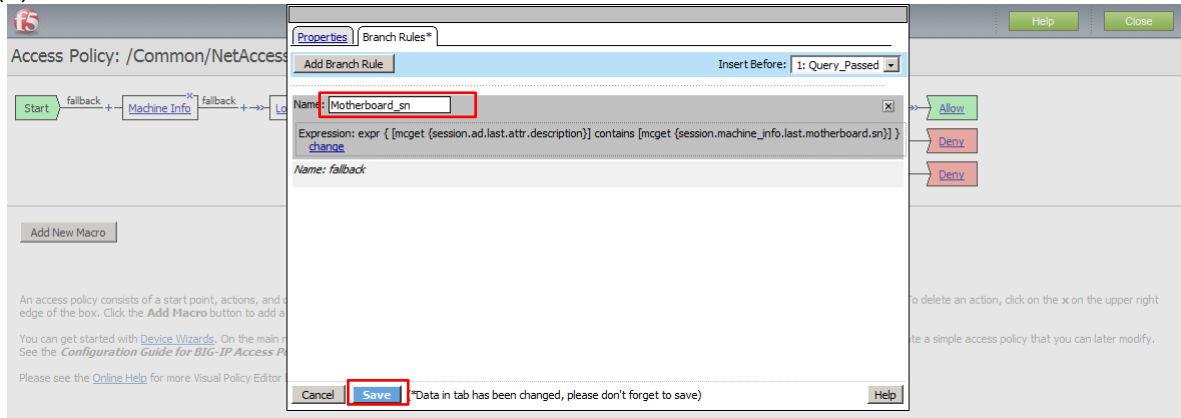 f5
Help Close
Access Policy: /Common/NetAccess
Properties Branch Rules*
Add Branch Rule Insert Before: 1: Query_Passed
Start fallback + Machine Info x fallback + Lo
Name: Motherboard_sn x
Allow
Expression: expr { [mcget {session.ad.last.attr.description}] contains [mcget {session.machine_info.last.motherboard.sn}] }
change
Deny
Name: fallback
Deny
Add New Macro
An access policy consists of a start point, actions, and To delete an action, click on the x on the upper right
edge of the box. Click the Add Macro button to add a
You can get started with Device Wizards. On the main a simple access policy that you can later modify.
See the Configuration Guide for BIG-IP Access
Please see the Online Help for more Visual Policy Editor
Cancel Save (*Data in tab has been changed, please don't forget to save) Help